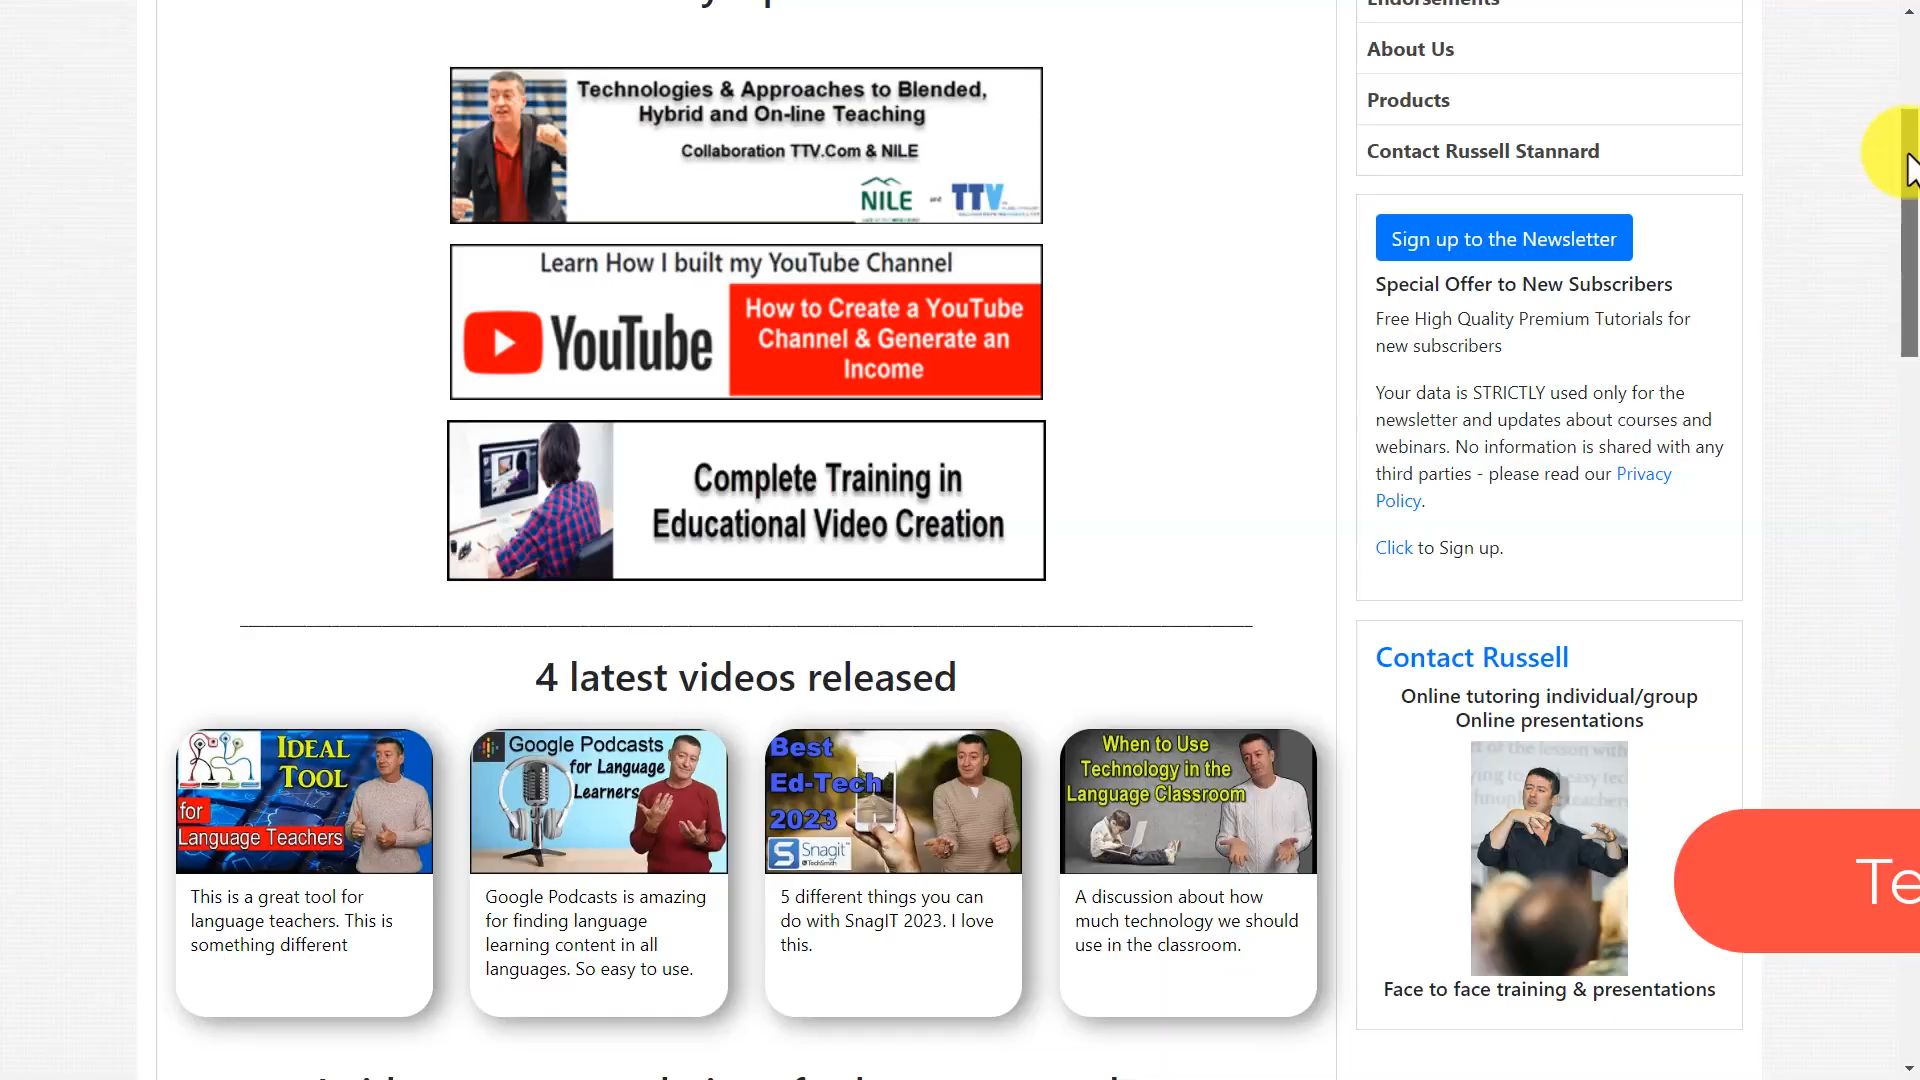 Technologies & Approaches to Blended,
Hybrid and On-line Teaching
Collaboration TTV.Com & NILE
NILE and TTV
Learn How I built my YouTube Channel
YouTube
How to Create a YouTube
Channel & Generate an
Income
Complete Training in
Educational Video Creation
4 latest videos released
IDEAL
TOOL
for
Language Teachers
This is a great tool for
language teachers. This is
something different
Google Podcasts
for Language
Learners
Google Podcasts is amazing
for finding language
learning content in all
languages. So easy to use.
Best
Ed-Tech
2023
Snagit
TechSmith
5 different things you can
do with SnagIT 2023. I love
this.
When to Use
Technology in the
Language Classroom
A discussion about how
much technology we should
use in the classroom.
Endorsements
About Us
Products
Contact Russell Stannard
Sign up to the Newsletter
Special Offer to New Subscribers
Free High Quality Premium Tutorials for
new subscribers
Your data is STRICTLY used only for the
newsletter and updates about courses and
webinars. No information is shared with any
third parties - please read our Privacy
Policy.
Click to Sign up.
Contact Russell
Online tutoring individual/group
Online presentations
Face to face training & presentations
Te